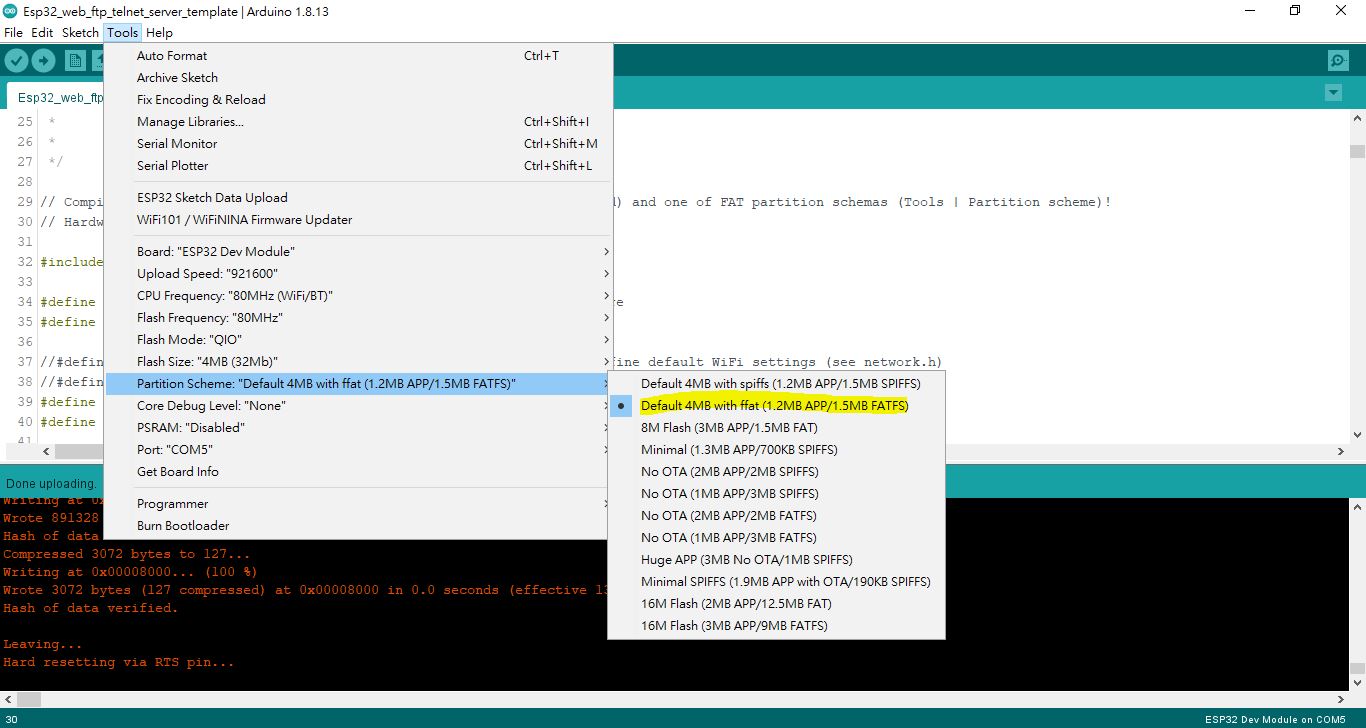 Esp32_web_ftp_telnet_server_template | Arduino 1.8.13
File Edit Sketch Tools Help
Esp32_web_ftp
Auto Format Ctrl+T
Archive Sketch
Fix Encoding & Reload
Manage Libraries... Ctrl+Shift+I
Serial Monitor Ctrl+Shift+M
Serial Plotter Ctrl+Shift+L
ESP32 Sketch Data Upload
WiFi101 / WiFiNINA Firmware Updater
Board: "ESP32 Dev Module"
Upload Speed: "921600"
CPU Frequency: "80MHz (WiFi/BT)"
Flash Frequency: "80MHz"
Flash Mode: "QIO"
Flash Size: "4MB (32Mb)"
Partition Scheme: "Default 4MB with ffat (1.2MB APP/1.5MB FATFS)"
Core Debug Level: "None"
PSRAM: "Disabled"
Port: "COM5"
Get Board Info
Programmer
Burn Bootloader
Default 4MB with spiffs (1.2MB APP/1.5MB SPIFFS)
Default 4MB with ffat (1.2MB APP/1.5MB FATFS)
8M Flash (3MB APP/1.5MB FAT)
Minimal (1.3MB APP/700KB SPIFFS)
No OTA (2MB APP/2MB SPIFFS)
No OTA (1MB APP/3MB SPIFFS)
No OTA (2MB APP/2MB FATFS)
No OTA (1MB APP/3MB FATFS)
Huge APP (3MB No OTA/1MB SPIFFS)
Minimal SPIFFS (1.9MB APP with OTA/190KB SPIFFS)
16M Flash (2MB APP/12.5MB FAT)
16M Flash (3MB APP/9MB FATFS)
25 *
26 *
27 */
28
29 // Compi ) and one of FAT partition schemas (Tools | Partition scheme)!
30 // Hardw
31
32 #include
33
34 #define e
35 #define
36
37 //#defin fine default WiFi settings (see network.h)
38 //#defin
39 #define
40 #define
41
Done uploading.
Writing at 0x
Wrote 891328
Hash of data
Compressed 3072 bytes to 127...
Writing at 0x00008000... (100 %)
Wrote 3072 bytes (127 compressed) at 0x00008000 in 0.0 seconds (effective 13
Hash of data verified.
Leaving...
Hard resetting via RTS pin...
30 ESP32 Dev Module on COM5